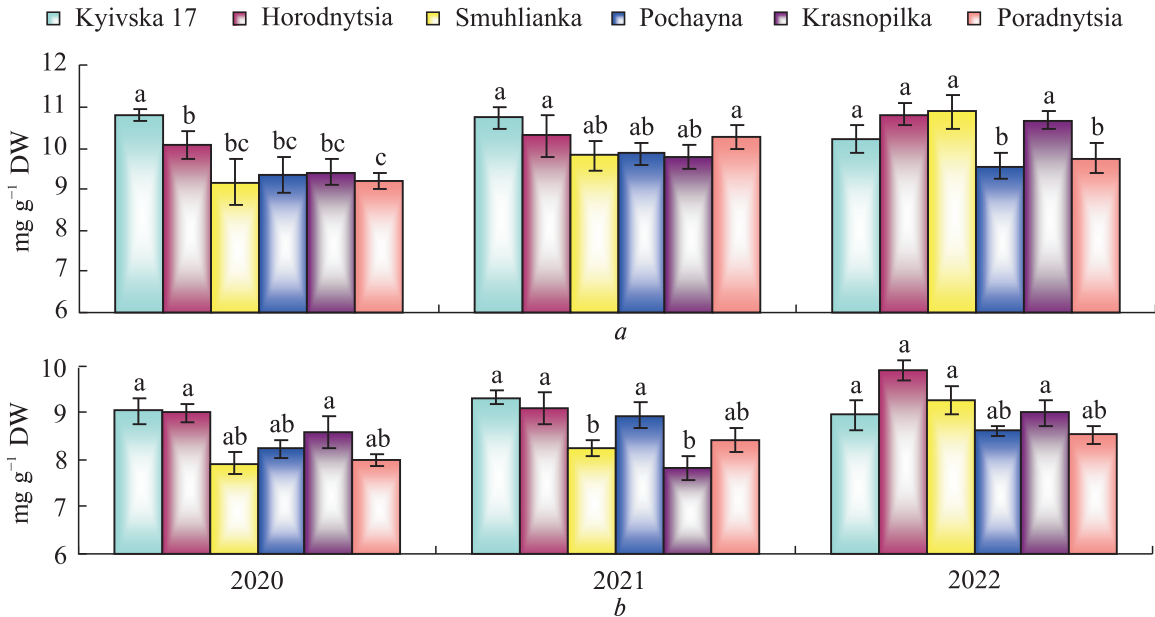 Kyivska 17 Horodnytsia Smuhlianka Pochayna Krasnopilka Poradnytsia
mg g⁻¹ DW
12
11
10
9
8
7
6
a b bc bc bc c
a a ab ab ab a
a a a b a b
a
mg g⁻¹ DW
10
9
8
7
6
a a ab ab a ab
a a b a b ab
a a a ab a ab
2020 2021 2022
b